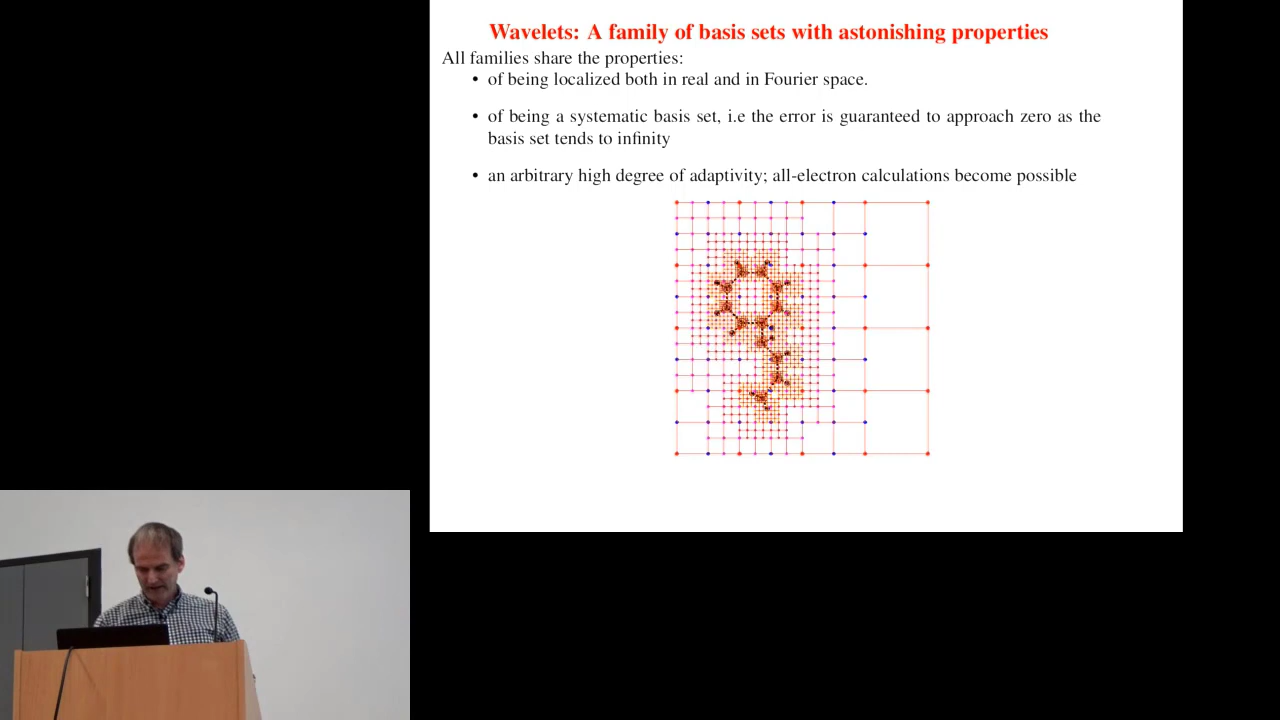 Wavelets: A family of basis sets with astonishing properties
All families share the properties:
• of being localized both in real and in Fourier space.
• of being a systematic basis set, i.e the error is guaranteed to approach zero as the
basis set tends to infinity
• an arbitrary high degree of adaptivity; all-electron calculations become possible